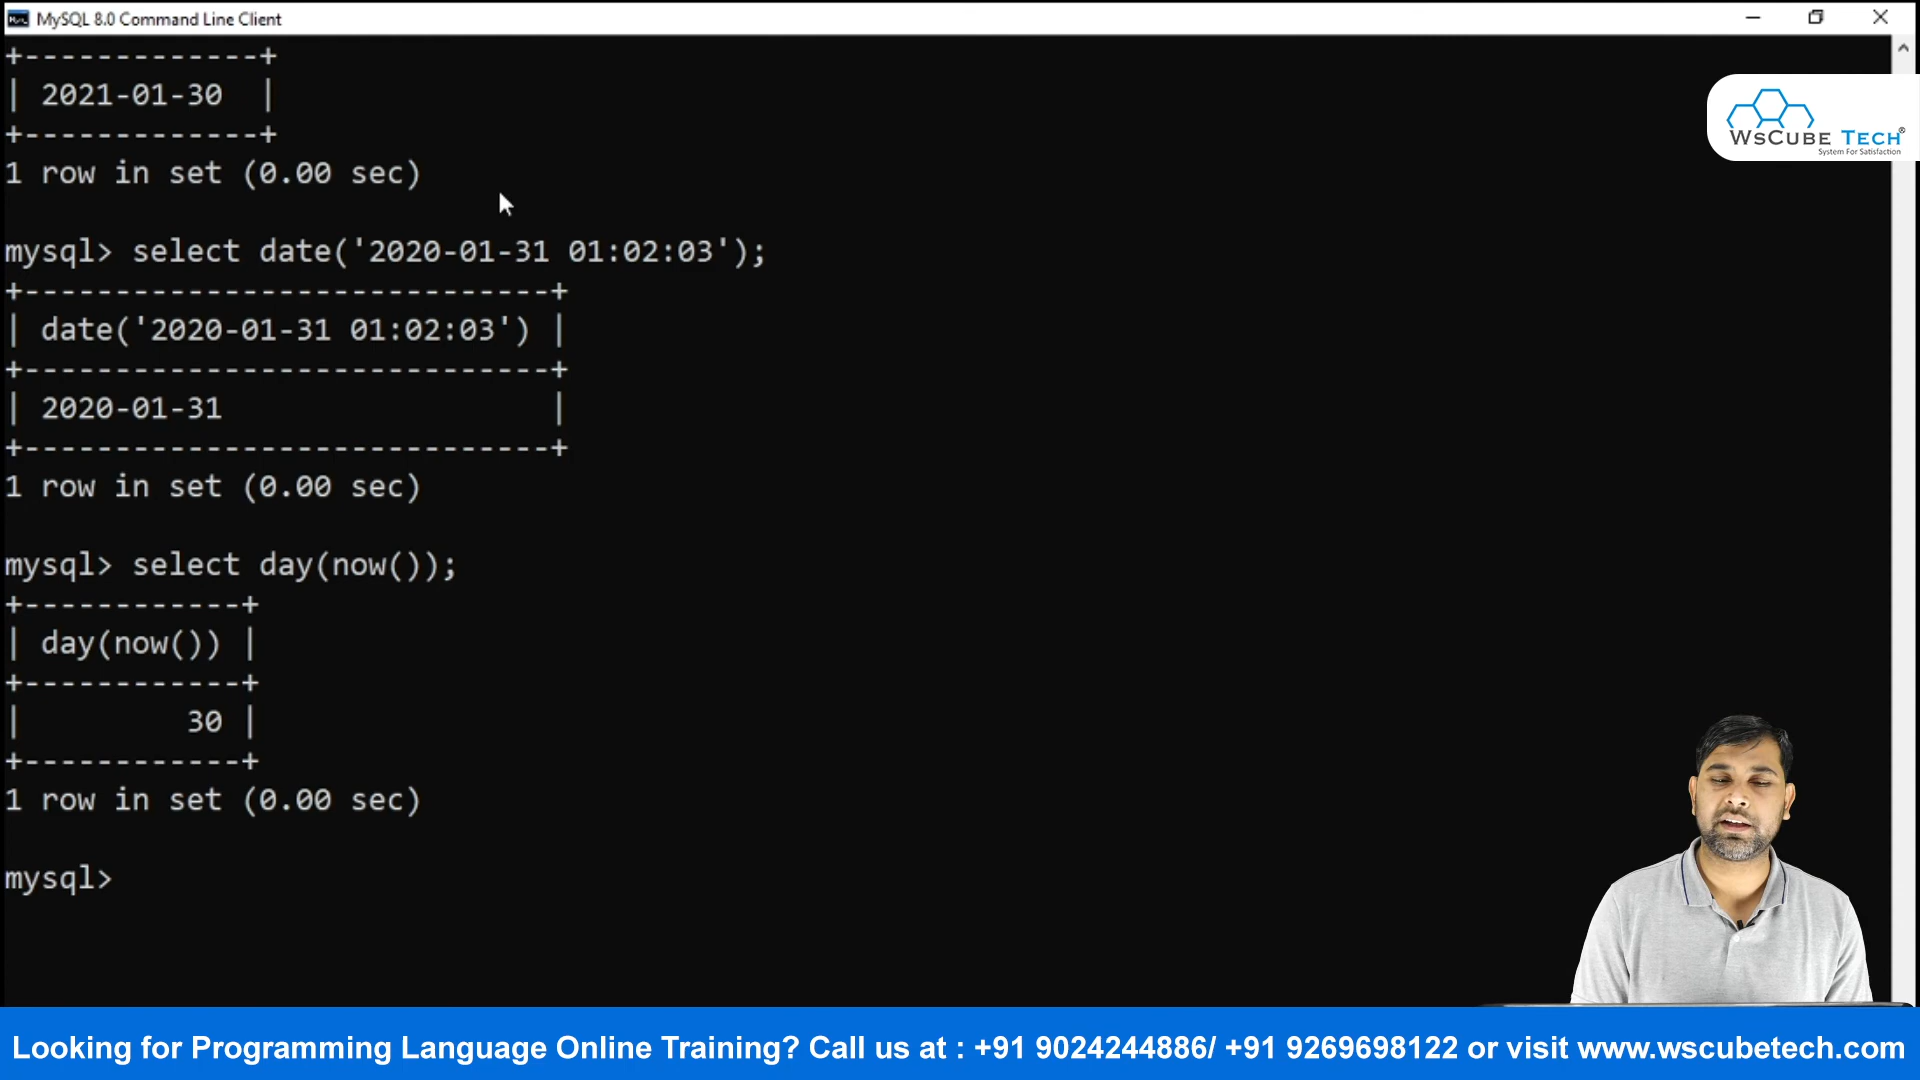 MySQL 8.0 Command Line Client
+-------------+
| 2021-01-30  |
+-------------+
1 row in set (0.00 sec)
mysql> select date('2020-01-31 01:02:03');
+-----------------------------+
| date('2020-01-31 01:02:03') |
+-----------------------------+
| 2020-01-31                  |
+-----------------------------+
1 row in set (0.00 sec)
mysql> select day(now());
+------------+
| day(now()) |
+------------+
|         30 |
+------------+
1 row in set (0.00 sec)
mysql>
WsCube Tech®
System For Satisfaction
Looking for Programming Language Online Training? Call us at : +91 9024244886/ +91 9269698122 or visit www.wscubetech.com